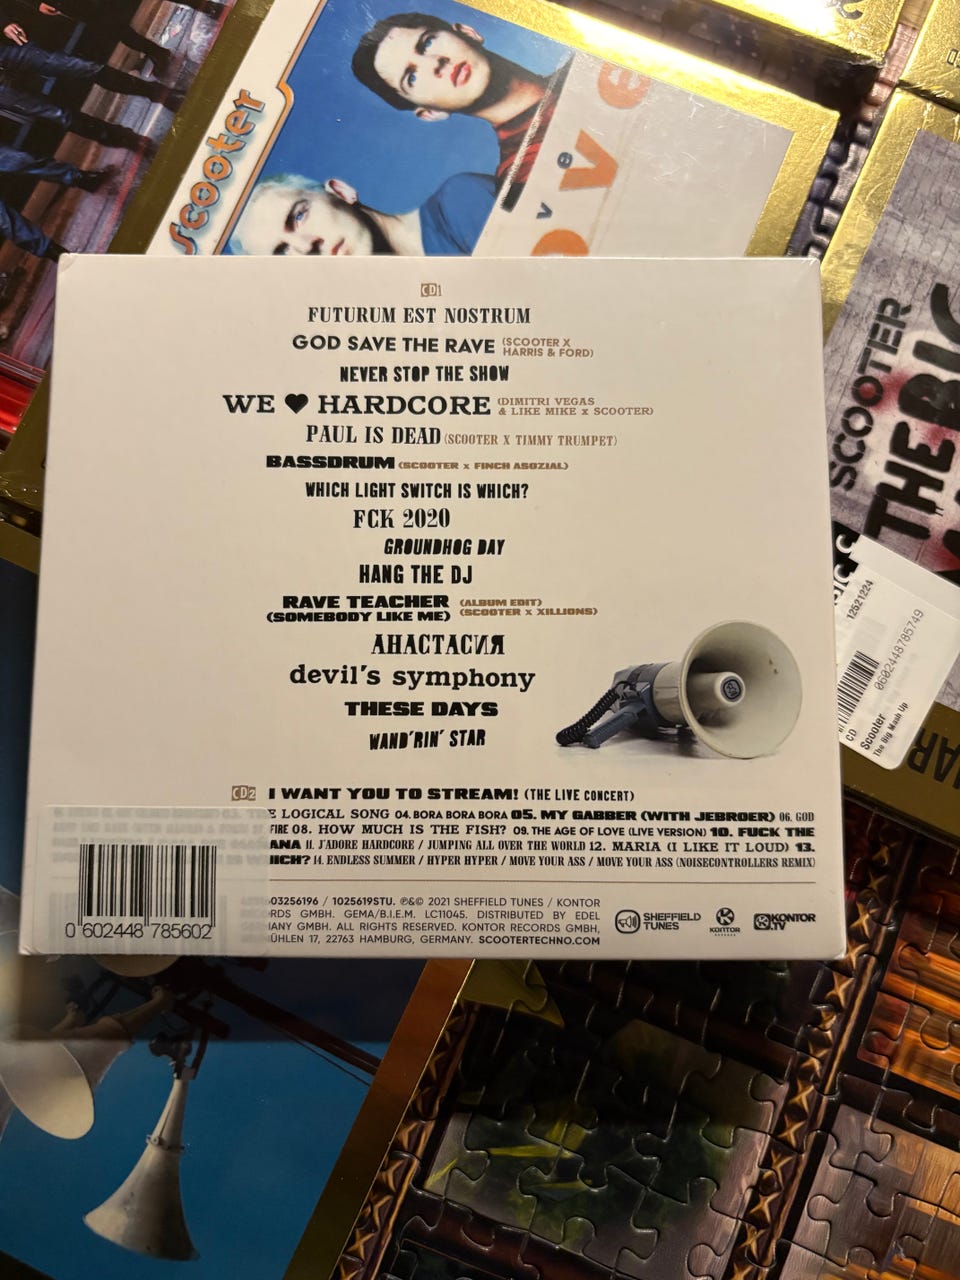 scooter
ove
CD1
FUTURUM EST NOSTRUM
GOD SAVE THE RAVE (SCOOTER X
HARRIS & FORD)
NEVER STOP THE SHOW
WE ♥ HARDCORE (DIMITRI VEGAS
& LIKE MIKE x SCOOTER)
PAUL IS DEAD (SCOOTER X TIMMY TRUMPET)
BASSDRUM (SCOOTER x FINCH ASOZIAL)
WHICH LIGHT SWITCH IS WHICH?
FCK 2020
GROUNDHOG DAY
HANG THE DJ
RAVE TEACHER (ALBUM EDIT)
(SOMEBODY LIKE ME) (SCOOTER x XILLIONS)
АНАСТАСИЯ
devil's symphony
THESE DAYS
WAND'RIN' STAR
CD2 I WANT YOU TO STREAM! (THE LIVE CONCERT)
E LOGICAL SONG 04. BORA BORA BORA 05. MY GABBER (WITH JEBROER) 06. GOD
FIRE 08. HOW MUCH IS THE FISH? 09. THE AGE OF LOVE (LIVE VERSION) 10. FUCK THE
ANA 11. J'ADORE HARDCORE / JUMPING ALL OVER THE WORLD 12. MARIA (I LIKE IT LOUD) 13.
HICH? 14. ENDLESS SUMMER / HYPER HYPER / MOVE YOUR ASS / MOVE YOUR ASS (NOISECONTROLLERS REMIX)
03256196 / 1025619STU. ℗&© 2021 SHEFFIELD TUNES / KONTOR
RDS GMBH. GEMA/B.I.E.M. LC11045. DISTRIBUTED BY EDEL
ANY GMBH. ALL RIGHTS RESERVED. KONTOR RECORDS GMBH,
ÜHLEN 17, 22763 HAMBURG, GERMANY. SCOOTERTECHNO.COM
SHEFFIELD
TUNES
KONTOR
KONTOR
.TV
0 602448 785602
SCOOTER
THE BIG
12521224
0602448785749
CD
Scooter
The Big Mash Up